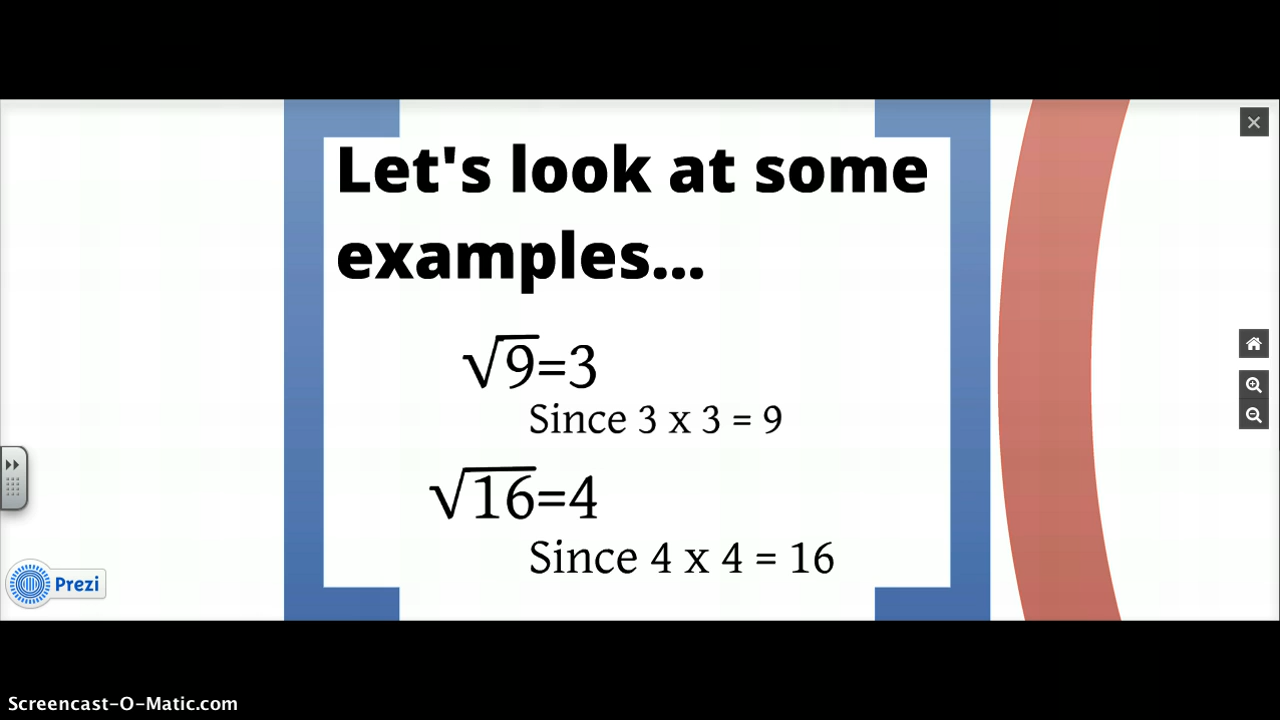 Let's look at some
examples...
√9=3
Since 3 x 3 = 9
√16=4
Since 4 x 4 = 16
Prezi
Screencast-O-Matic.com